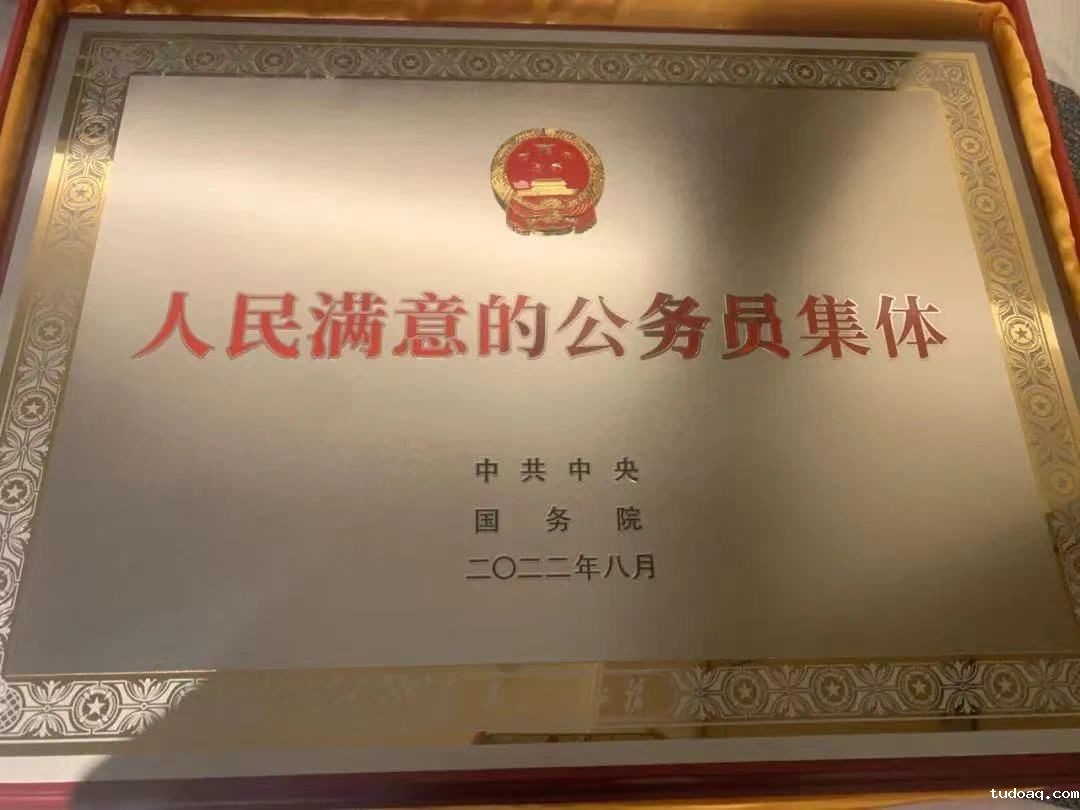 人民满意的公务员集体
中共中央
国务院
二〇二二年八月
tudoaq.com